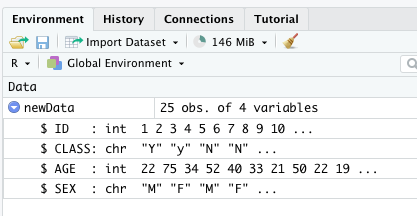 Environment History Connections Tutorial
Import Dataset 146 MiB
R Global Environment
Data
newData 25 obs. of 4 variables
$ ID : int 1 2 3 4 5 6 7 8 9 10 ...
$ CLASS: chr "Y" "y" "N" "N" ...
$ AGE : int 22 75 34 52 40 33 21 50 22 19 ...
$ SEX : chr "M" "F" "M" "F" ...